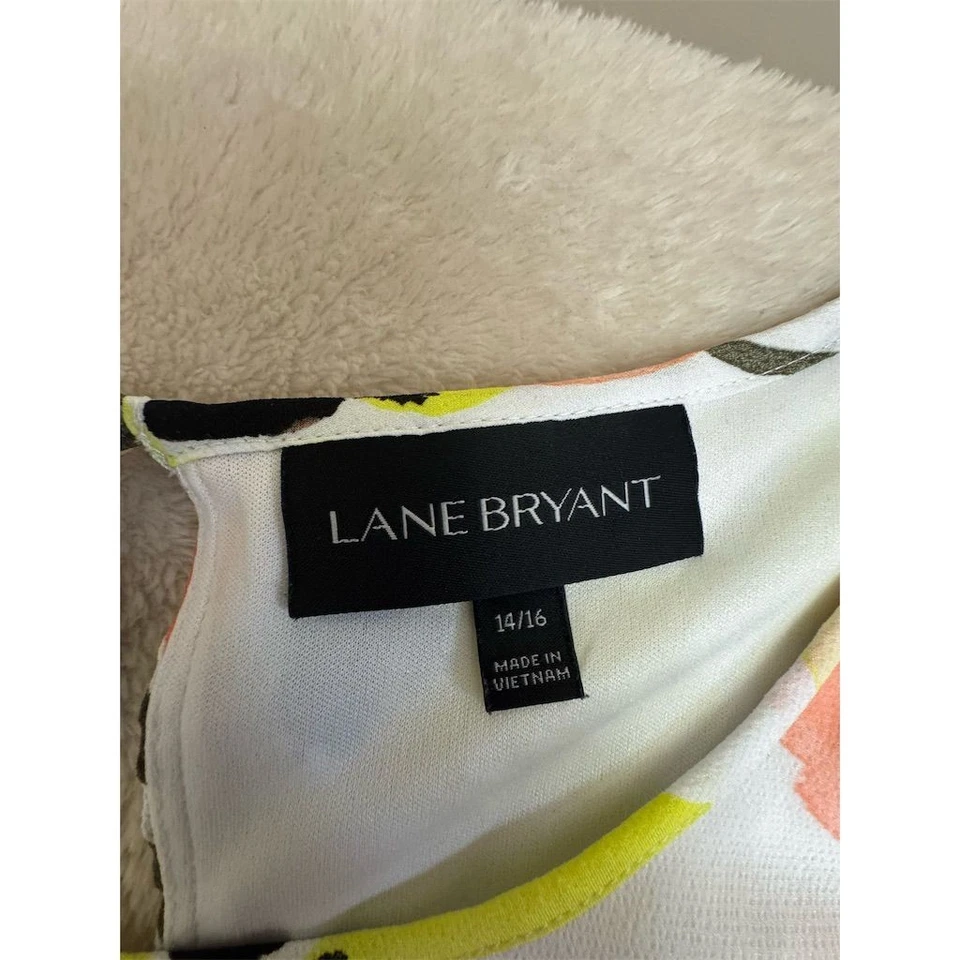 LANE BRYANT
14/16
MADE IN
VIETNAM